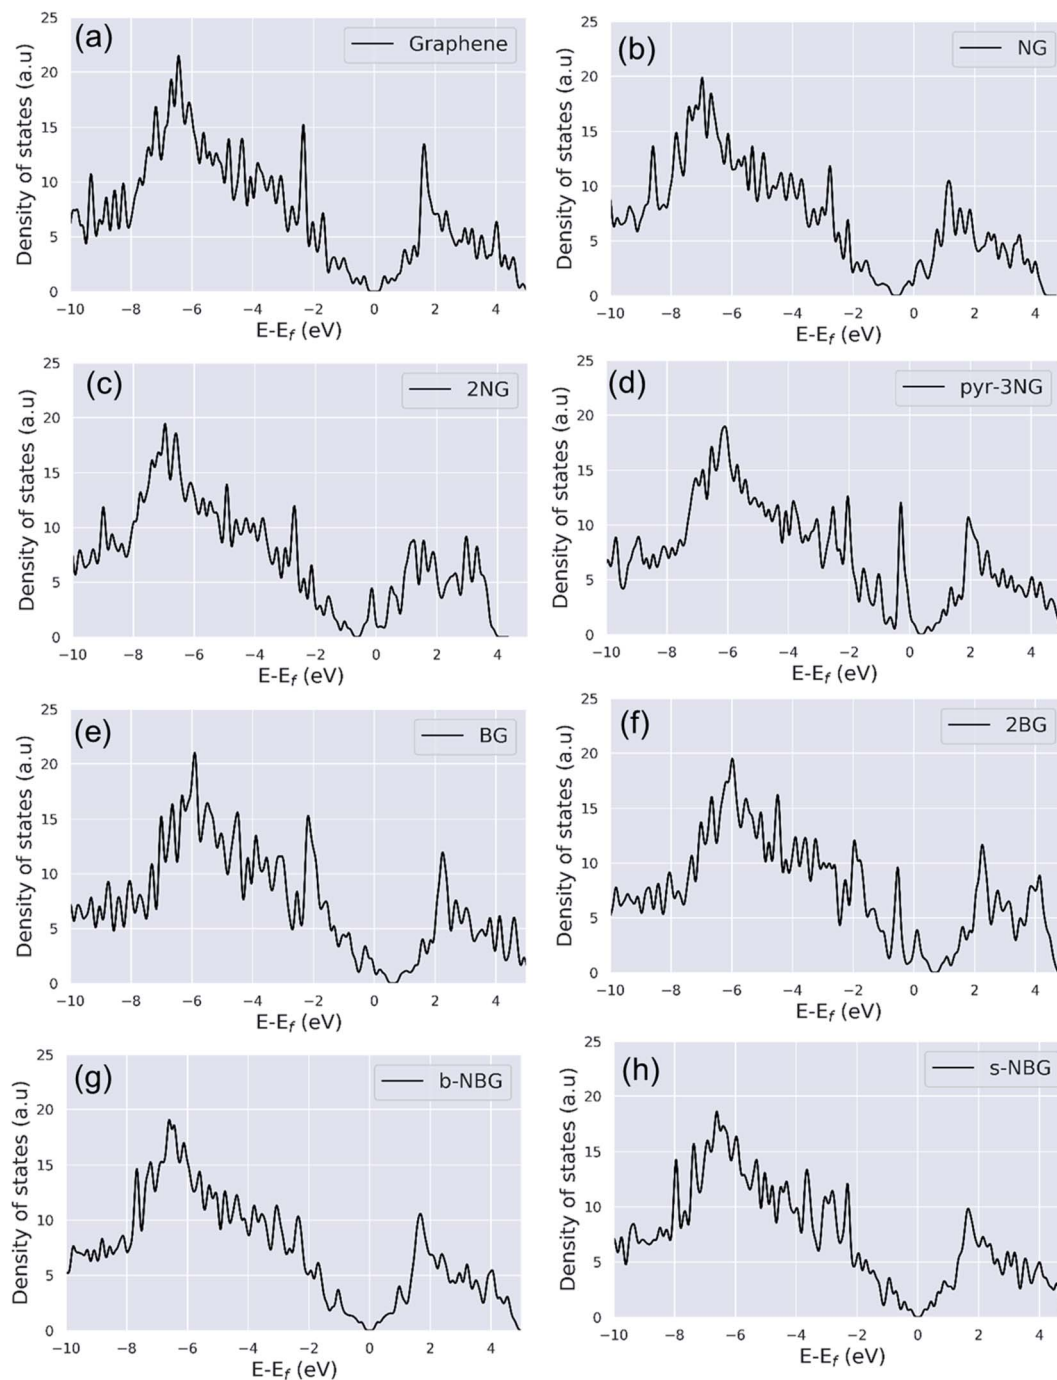 (a)
Graphene
Density of states (a.u)
25
20
15
10
5
0
−10 −8 −6 −4 −2 0 2 4
E-Ef (eV)
(b)
NG
Density of states (a.u)
25
20
15
10
5
0
−10 −8 −6 −4 −2 0 2 4
E-Ef (eV)
(c)
2NG
Density of states (a.u)
25
20
15
10
5
0
−10 −8 −6 −4 −2 0 2 4
E-Ef (eV)
(d)
pyr-3NG
Density of states (a.u)
25
20
15
10
5
0
−10 −8 −6 −4 −2 0 2 4
E-Ef (eV)
(e)
BG
Density of states (a.u)
25
20
15
10
5
0
−10 −8 −6 −4 −2 0 2 4
E-Ef (eV)
(f)
2BG
Density of states (a.u)
25
20
15
10
5
0
−10 −8 −6 −4 −2 0 2 4
E-Ef (eV)
(g)
b-NBG
Density of states (a.u)
25
20
15
10
5
0
−10 −8 −6 −4 −2 0 2 4
E-Ef (eV)
(h)
s-NBG
Density of states (a.u)
25
20
15
10
5
0
−10 −8 −6 −4 −2 0 2 4
E-Ef (eV)